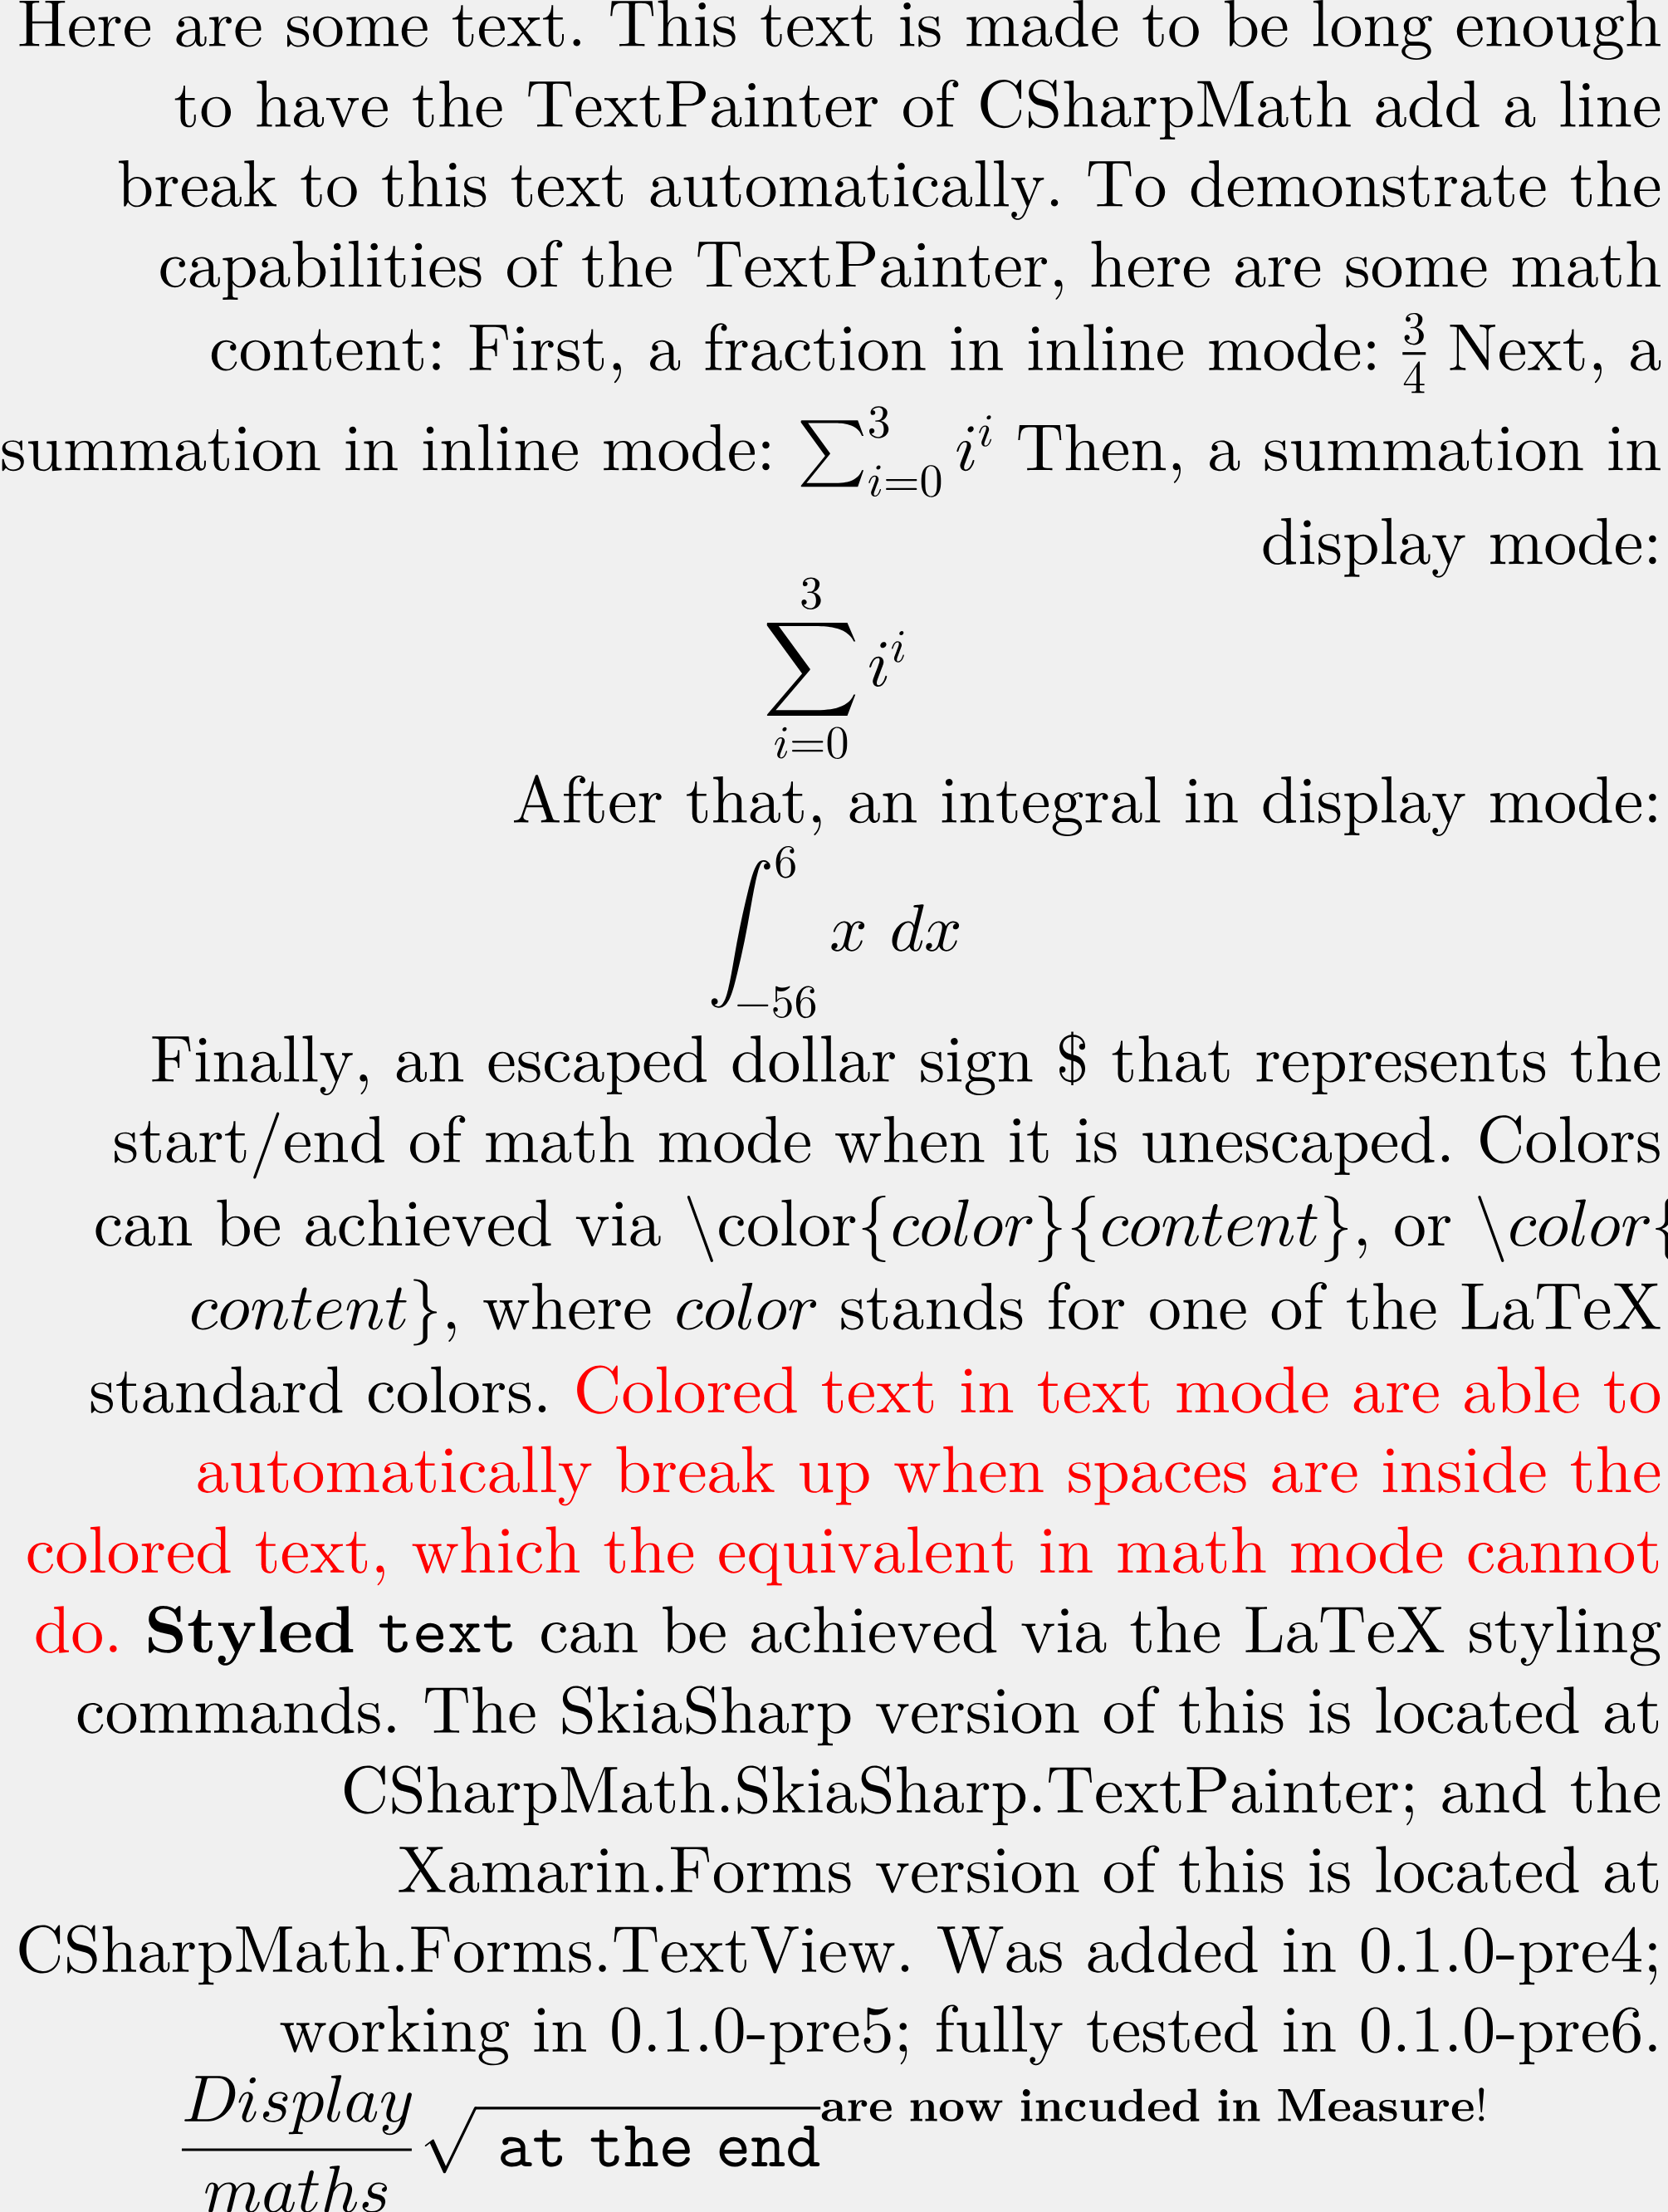 Here are some text. This text is made to be long enough
to have the TextPainter of CSharpMath add a line
break to this text automatically. To demonstrate the
capabilities of the TextPainter, here are some math
content: First, a fraction in inline mode: $\frac{3}{4}$ Next, a
summation in inline mode: $\sum_{i=0}^{3} i^i$ Then, a summation in
display mode:
$$\sum_{i=0}^{3} i^i$$
After that, an integral in display mode:
$$\int_{-56}^{6} x \ dx$$
Finally, an escaped dollar sign $ that represents the
start/end of math mode when it is unescaped. Colors
can be achieved via \color{color}{content}, or \color{
content}, where color stands for one of the LaTeX
standard colors. Colored text in text mode are able to
automatically break up when spaces are inside the
colored text, which the equivalent in math mode cannot
do. Styled text can be achieved via the LaTeX styling
commands. The SkiaSharp version of this is located at
CSharpMath.SkiaSharp.TextPainter; and the
Xamarin.Forms version of this is located at
CSharpMath.Forms.TextView. Was added in 0.1.0-pre4;
working in 0.1.0-pre5; fully tested in 0.1.0-pre6.
$$\frac{Display}{maths} \sqrt{\texttt{at the end}}^{\textbf{are now incuded in Measure!}}$$